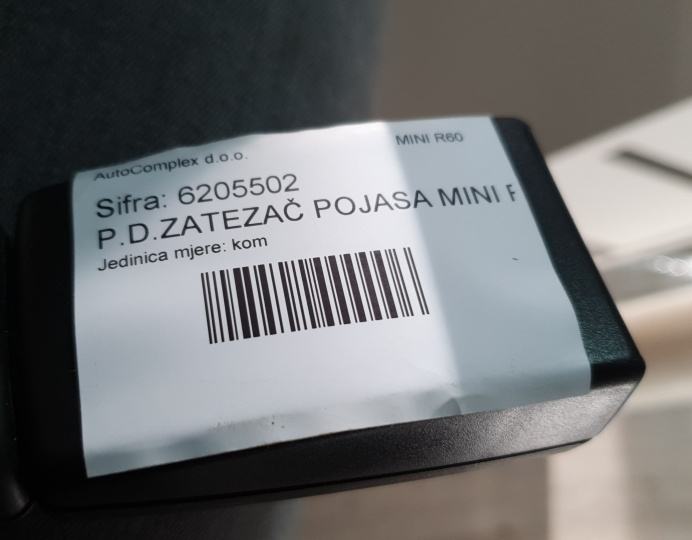 AutoComplex d.o.o.
MINI R60
Sifra: 6205502
P.D.ZATEZAČ POJASA MINI
Jedinica mjere: kom